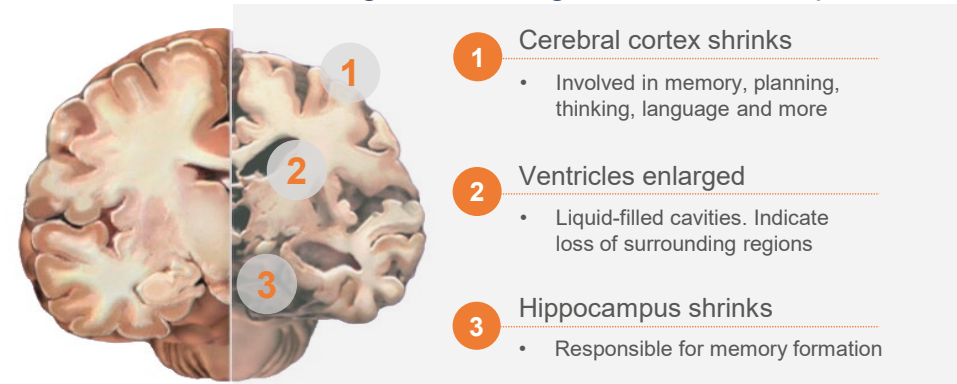 1
2
3
1
Cerebral cortex shrinks
• Involved in memory, planning,
thinking, language and more
2
Ventricles enlarged
• Liquid-filled cavities. Indicate
loss of surrounding regions
3
Hippocampus shrinks
• Responsible for memory formation